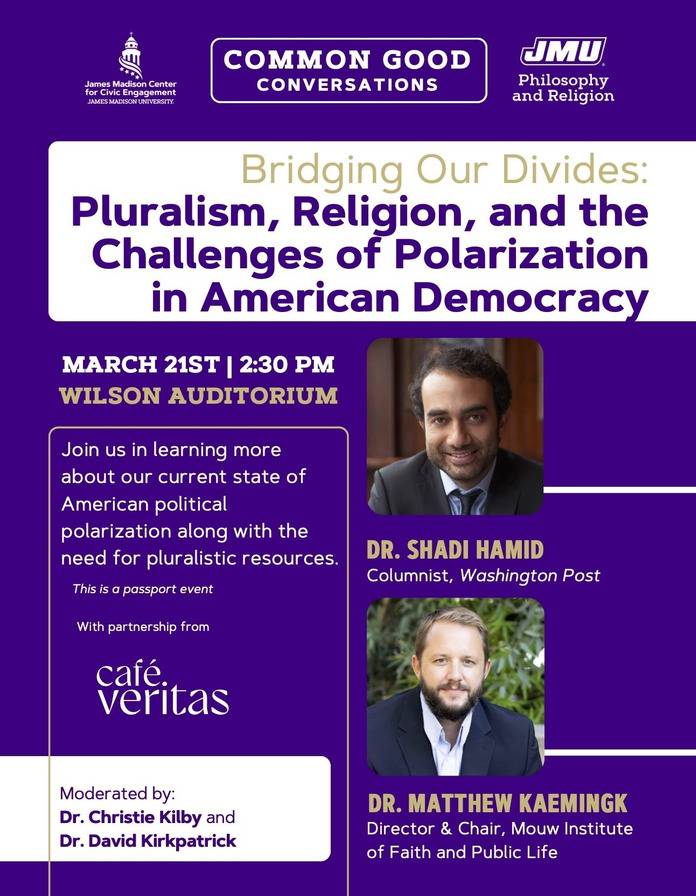 James Madison Center
for Civic Engagement
JAMES MADISON UNIVERSITY.
COMMON GOOD
CONVERSATIONS
JMU
Philosophy
and Religion
Bridging Our Divides:
Pluralism, Religion, and the
Challenges of Polarization
in American Democracy
MARCH 21ST | 2:30 PM
WILSON AUDITORIUM
Join us in learning more
about our current state of
American political
polarization along with the
need for pluralistic resources.
This is a passport event
With partnership from
café
veritas
Moderated by:
Dr. Christie Kilby and
Dr. David Kirkpatrick
DR. SHADI HAMID
Columnist, Washington Post
DR. MATTHEW KAEMINGK
Director & Chair, Mouw Institute
of Faith and Public Life